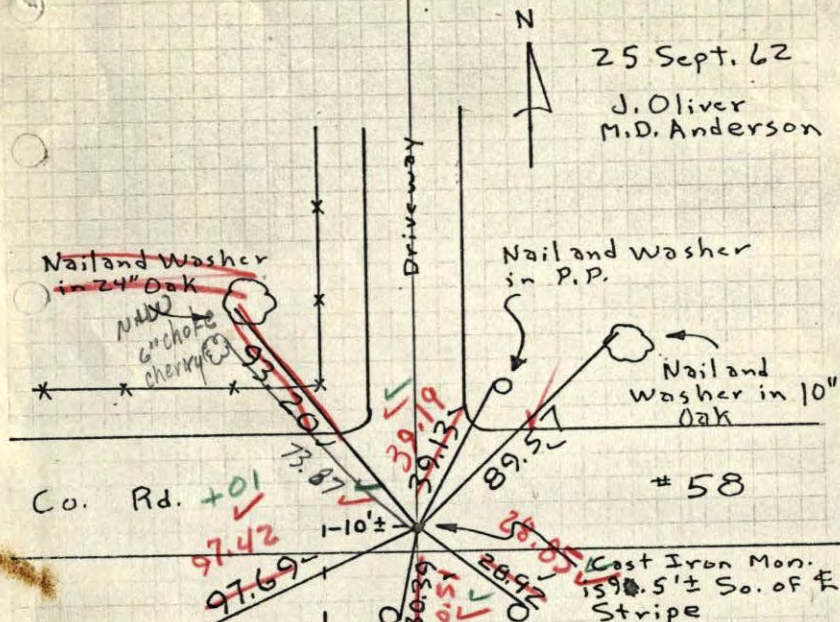 N
25 Sept. 62
J. Oliver
M.D. Anderson
Driveway
Nail and Washer
in 24" Oak
N&W
6" choke
cherry
Nail and Washer
in P.P.
Nail and
Washer in 10"
Oak
93.20
73.87
39.19
39.13
89.57
Co. Rd.
# 58
+01
97.42
97.69
1-10'±
28.85
28.92
Cast Iron Mon.
.5'± So. of ℄
Stripe
30.39